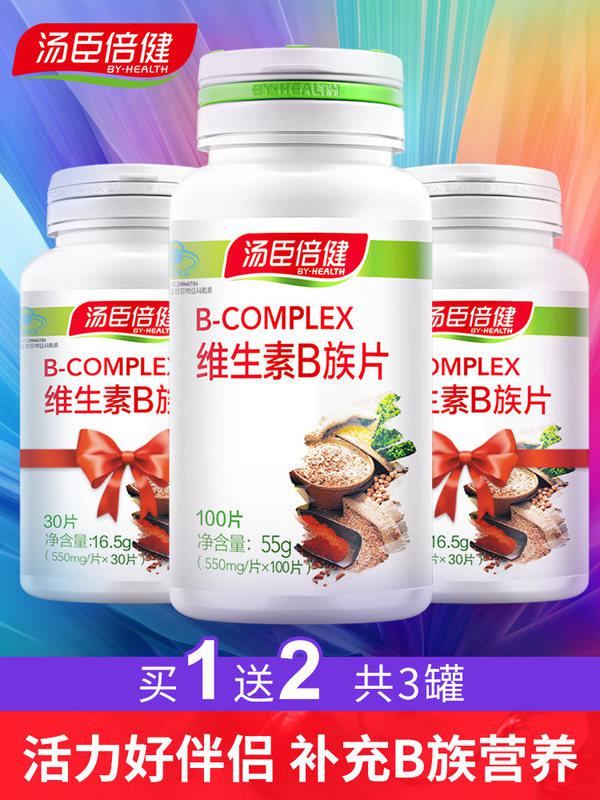 汤臣倍健
BY-HEALTH
BY-HEALTH
汤臣倍健
BY-HEALTH
B-COMPLEX
维生素B族片
100片
净含量: 55g
(550mg/片×100片)
汤臣倍健
BY-HEALTH
B-COMPLEX
维生素B族片
30片
净含量:16.5g
(550mg/片×30片)
汤臣倍健
BY-HEALTH
COMPLEX
生素B族片
16.5g
片×30片)
买1送2 共3罐
活力好伴侣 补充B族营养